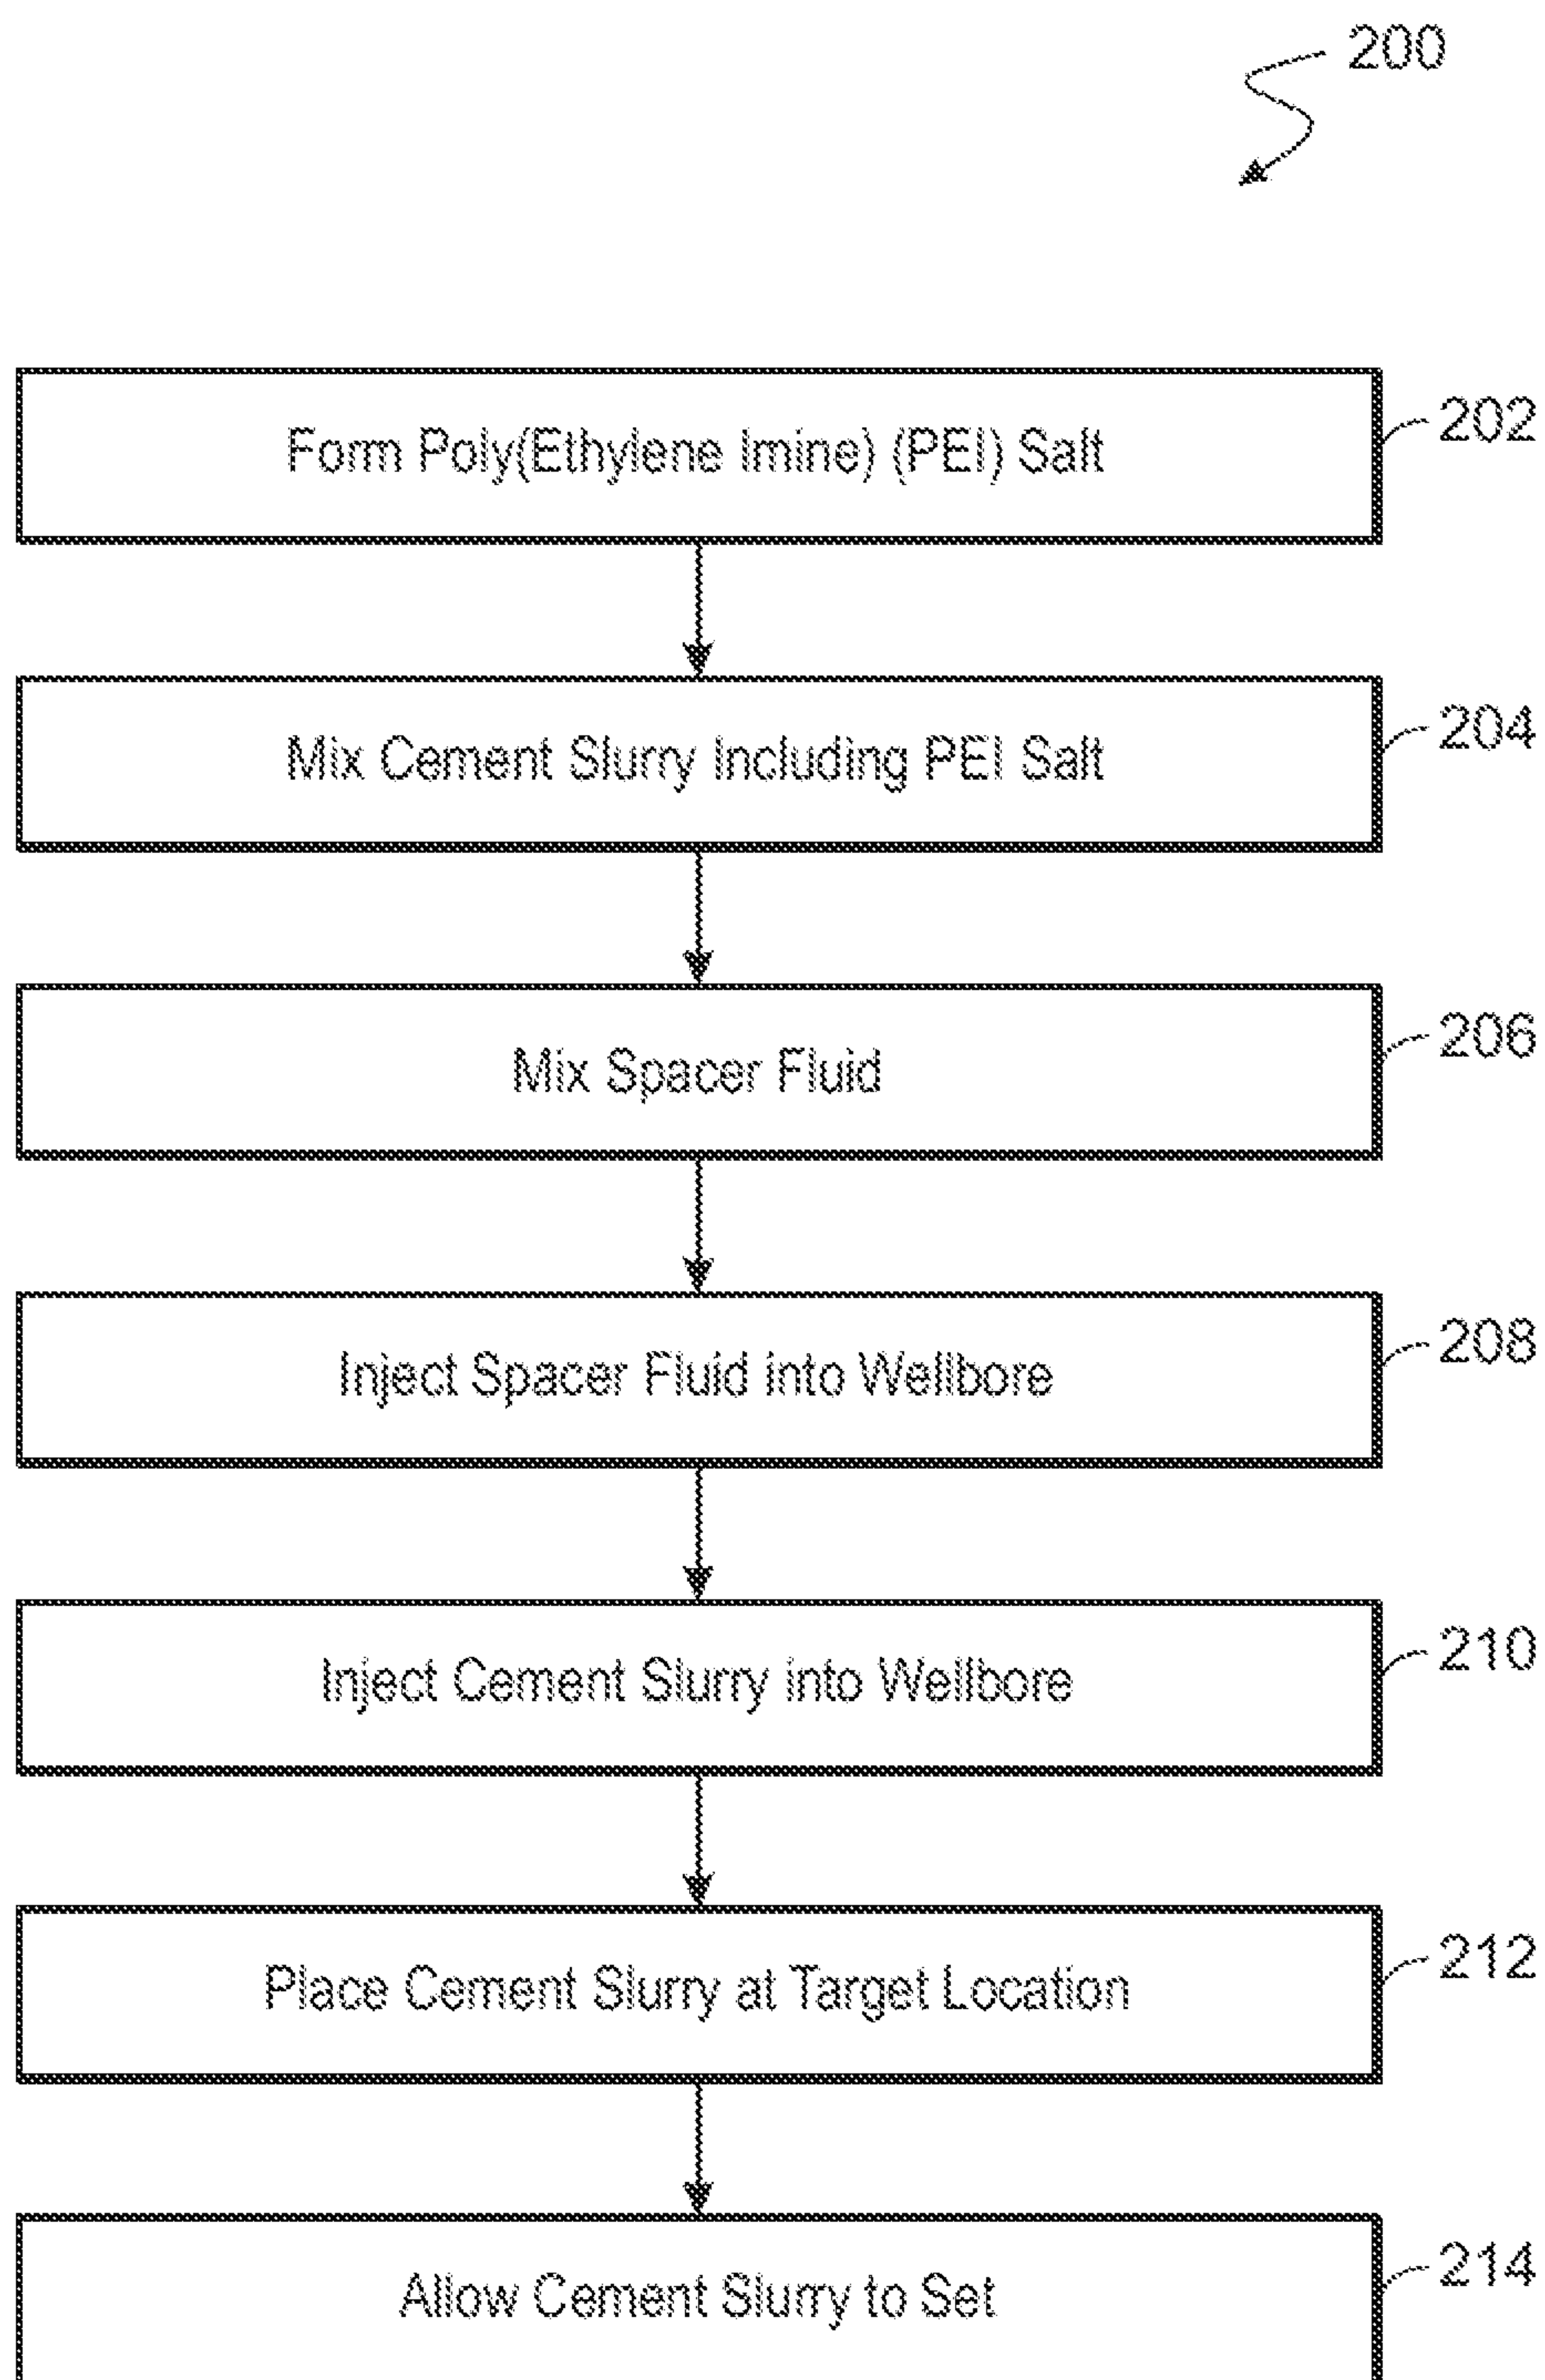 200
Form Poly(Ethylene Imine) (PEI) Salt
202
Mix Cement Slurry Including PEI Salt
204
Mix Spacer Fluid
206
Inject Spacer Fluid into Wellbore
208
Inject Cement Slurry into Wellbore
210
Place Cement Slurry at Target Location
212
Allow Cement Slurry to Set
214